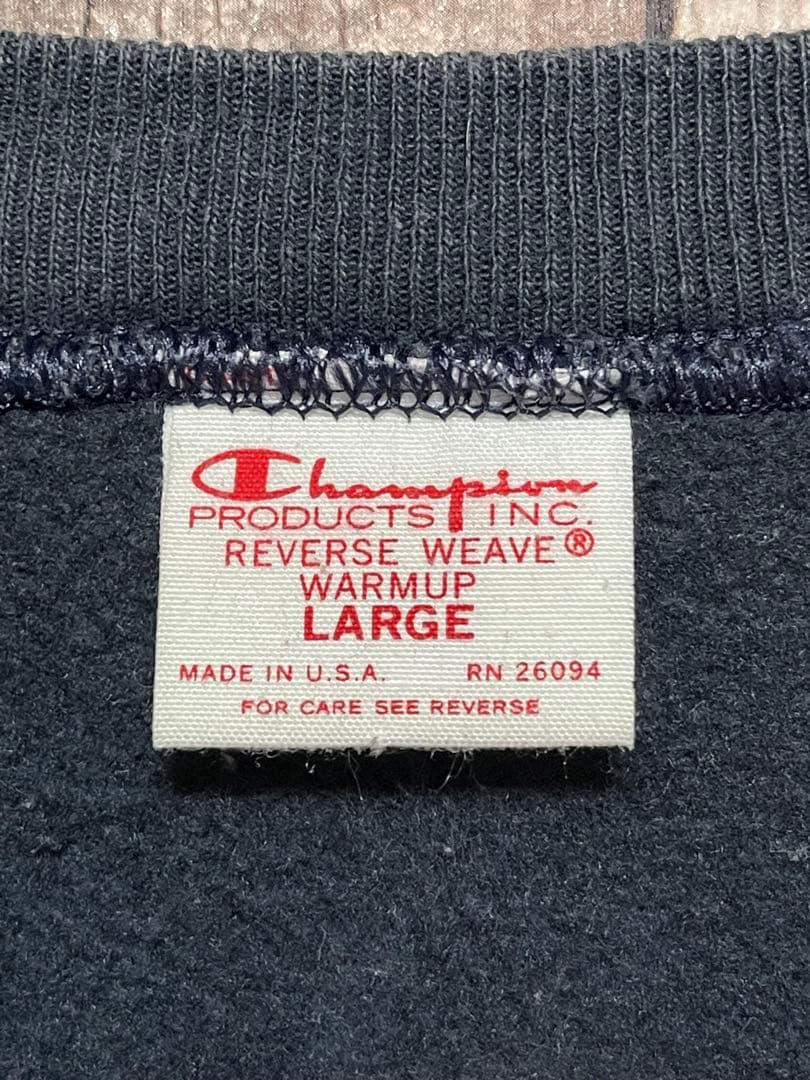 Champion
PRODUCTS INC.
REVERSE WEAVE®
WARMUP
LARGE
MADE IN U.S.A. RN 26094
FOR CARE SEE REVERSE